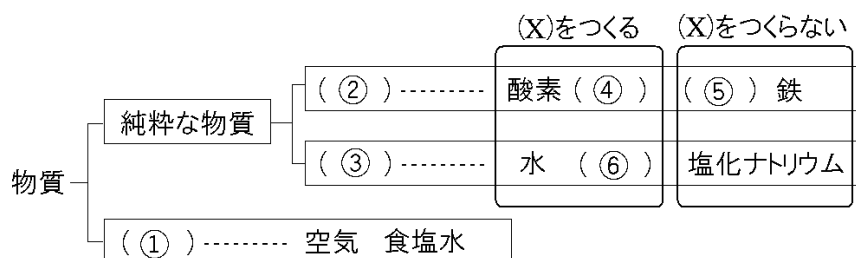 (X)をつくる (X)をつくらない
(②) 酸素(④) (⑤)鉄
純粋な物質
(③) 水 (⑥) 塩化ナトリウム
物質
(①) 空気 食塩水